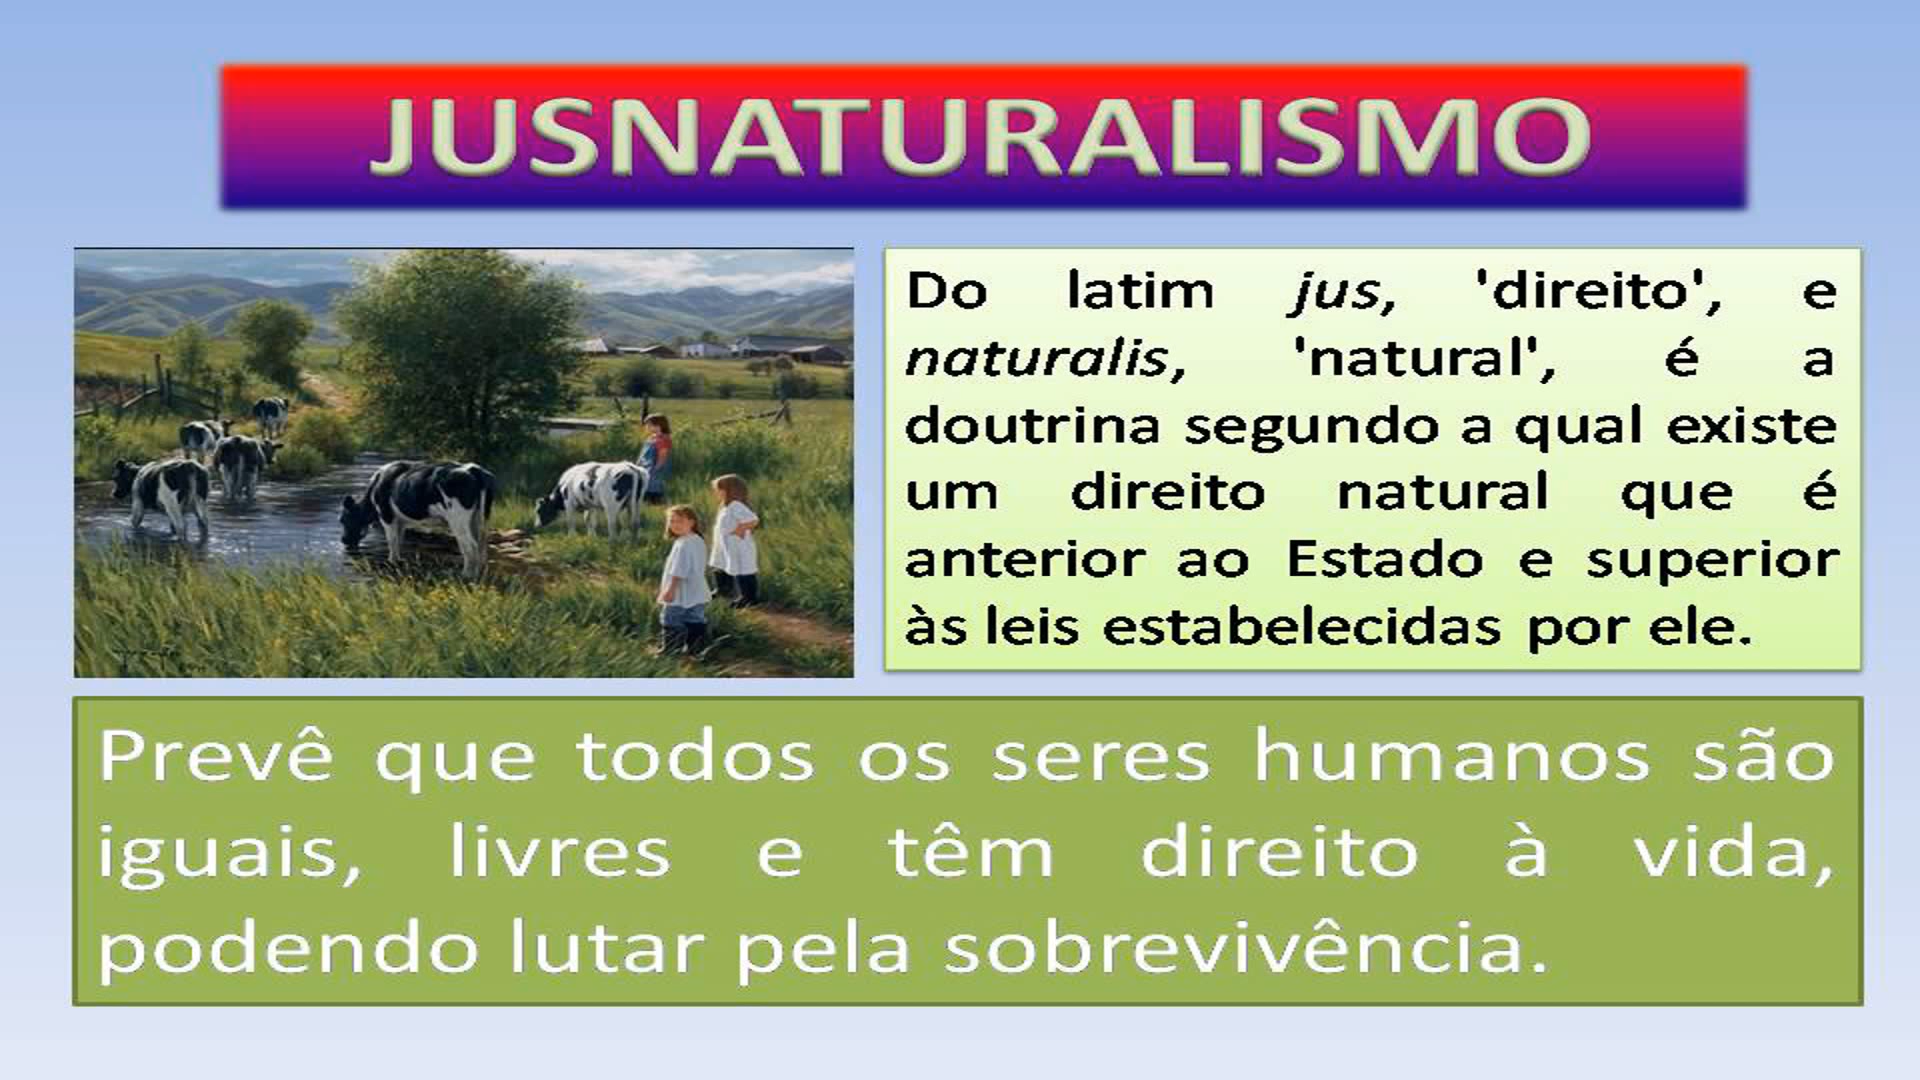 JUSNATURALISMO
Do latim jus, 'direito', e
naturalis, 'natural', é a
doutrina segundo a qual existe
um direito natural que é
anterior ao Estado e superior
às leis estabelecidas por ele.
Prevê que todos os seres humanos são
iguais, livres e têm direito à vida,
podendo lutar pela sobrevivência.